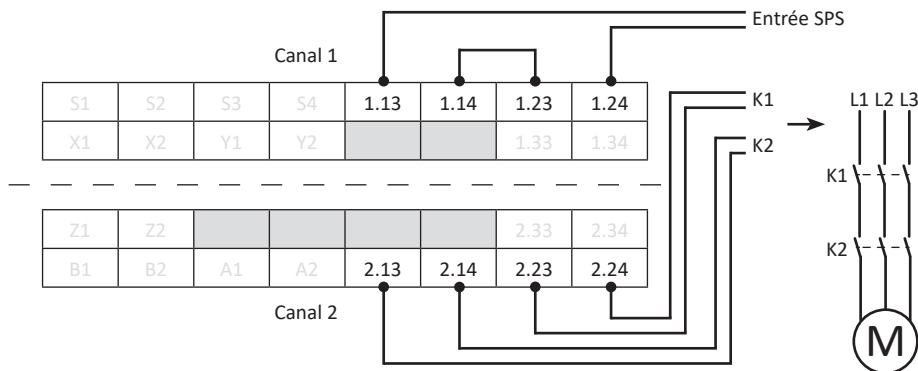 Entrée SPS
Canal 1
S1 S2 S3 S4 1.13 1.14 1.23 1.24
X1 X2 Y1 Y2 1.33 1.34
K1
K2
L1 L2 L3
K1
K2
M
Z1 Z2 2.33 2.34
B1 B2 A1 A2 2.13 2.14 2.23 2.24
Canal 2